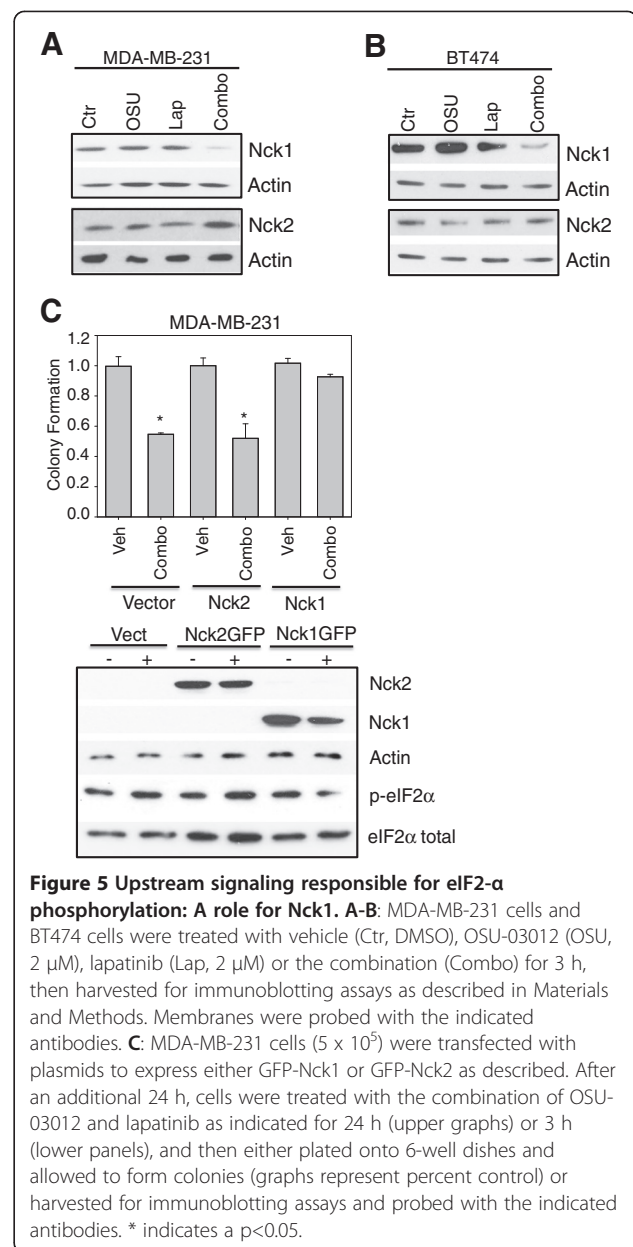 A
MDA-MB-231
Ctr OSU Lap Combo
Nck1
Actin
Nck2
Actin
B
BT474
Ctr OSU Lap Combo
Nck1
Actin
Nck2
Actin
C
MDA-MB-231
Colony Formation
1.2
1.0
0.8
0.6
0.4
0.2
0.0
* *
Veh Combo Veh Combo Veh Combo
Vector Nck2 Nck1
Vect Nck2GFP Nck1GFP
- + - + - +
Nck2
Nck1
Actin
p-eIF2α
eIF2α total
Figure 5 Upstream signaling responsible for eIF2-α
phosphorylation: A role for Nck1. A-B: MDA-MB-231 cells and
BT474 cells were treated with vehicle (Ctr, DMSO), OSU-03012 (OSU,
2 μM), lapatinib (Lap, 2 μM) or the combination (Combo) for 3 h,
then harvested for immunoblotting assays as described in Materials
and Methods. Membranes were probed with the indicated
antibodies. C: MDA-MB-231 cells (5 x 10⁵) were transfected with
plasmids to express either GFP-Nck1 or GFP-Nck2 as described. After
an additional 24 h, cells were treated with the combination of OSU-
03012 and lapatinib as indicated for 24 h (upper graphs) or 3 h
(lower panels), and then either plated onto 6-well dishes and
allowed to form colonies (graphs represent percent control) or
harvested for immunoblotting assays and probed with the indicated
antibodies. * indicates a p<0.05.